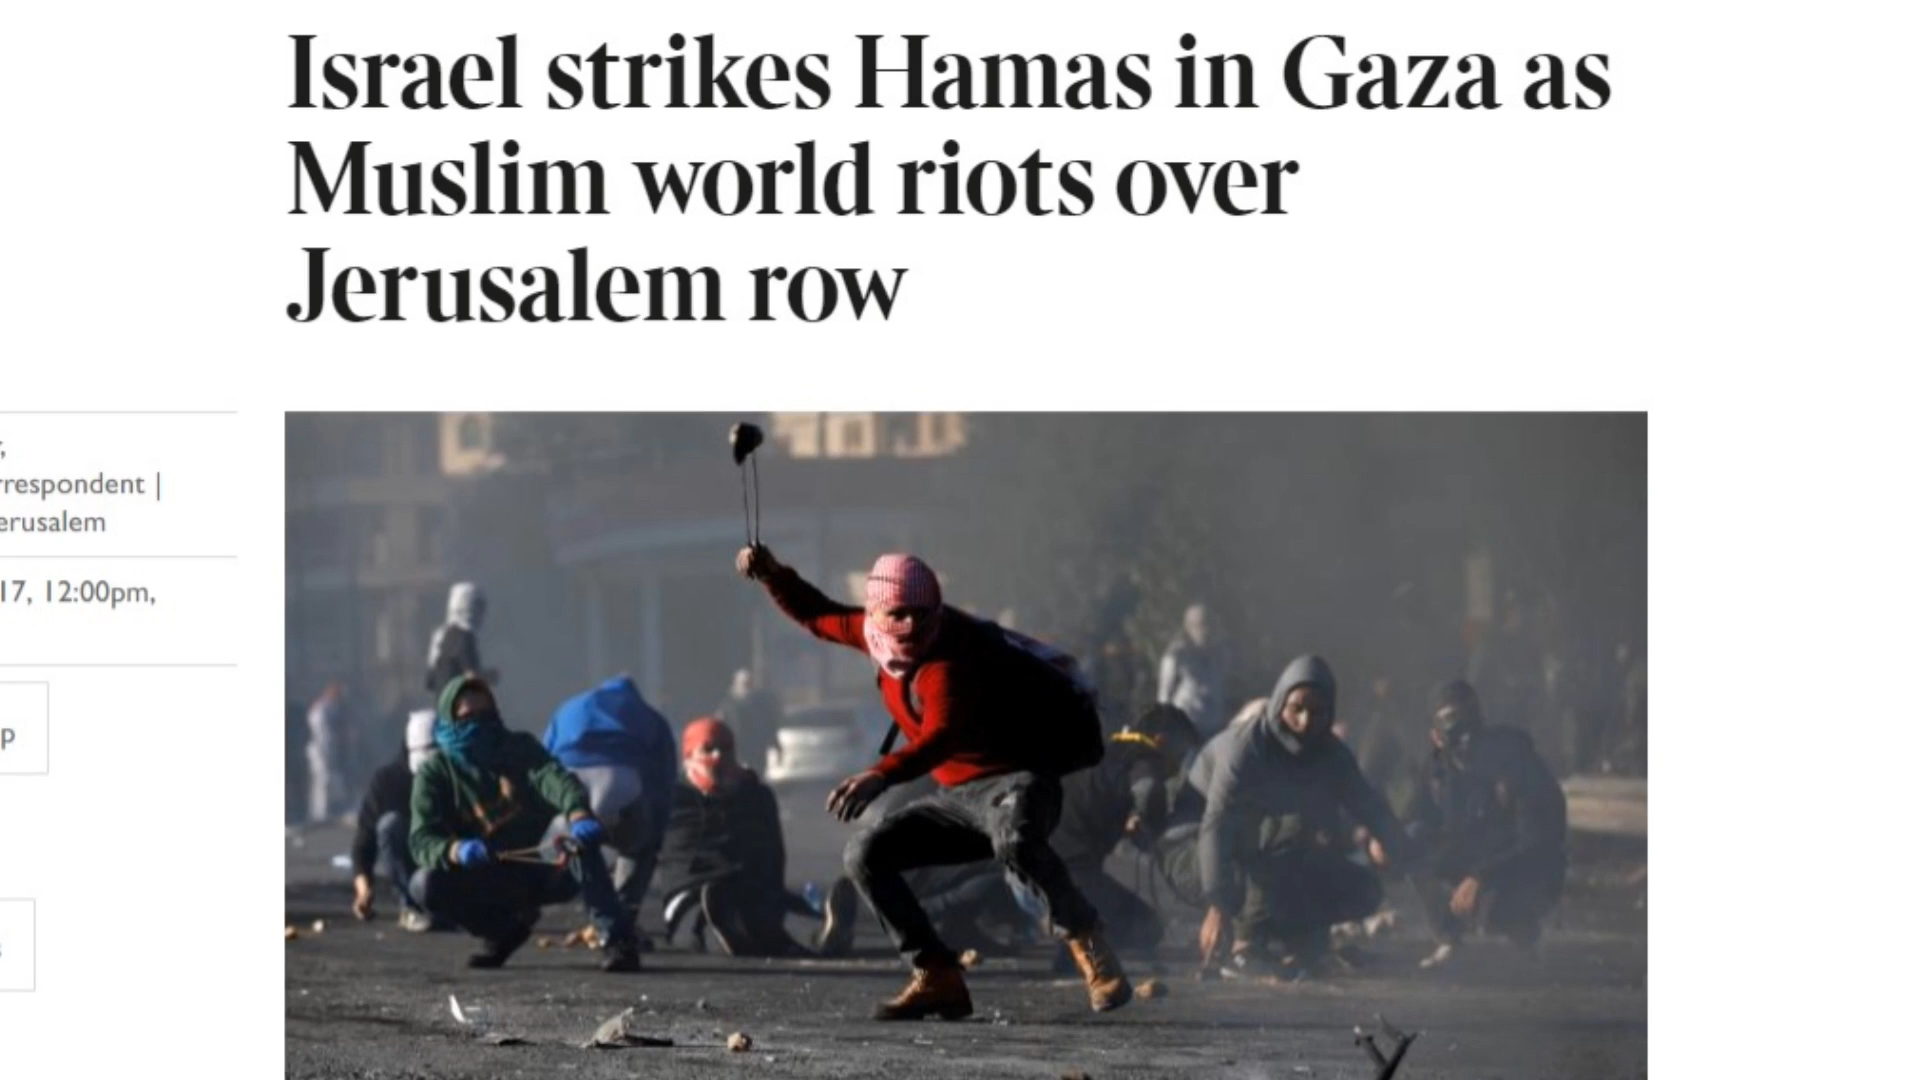 Israel strikes Hamas in Gaza as
Muslim world riots over
Jerusalem row
rrespondent |
erusalem
17, 12:00pm,